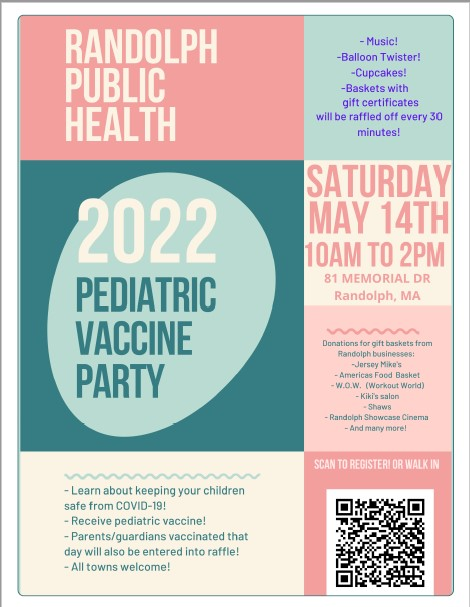 RANDOLPH
PUBLIC
HEALTH
- Music!
-Balloon Twister!
-Cupcakes!
-Baskets with
gift certificates
will be raffled off every 30
minutes!
2022
PEDIATRIC
VACCINE
PARTY
SATURDAY
MAY 14TH
10AM TO 2PM
81 MEMORIAL DR
Randolph, MA
Donations for gift baskets from
Randolph businesses:
-Jersey Mike's
- Americas Food Basket
- W.O.W. (Workout World)
- Kiki's salon
- Shaws
- Randolph Showcase Cinema
- And many more!
- Learn about keeping your children
safe from COVID-19!
- Receive pediatric vaccine!
- Parents/guardians vaccinated that
day will also be entered into raffle!
- All towns welcome!
SCAN TO REGISTER! OR WALK IN